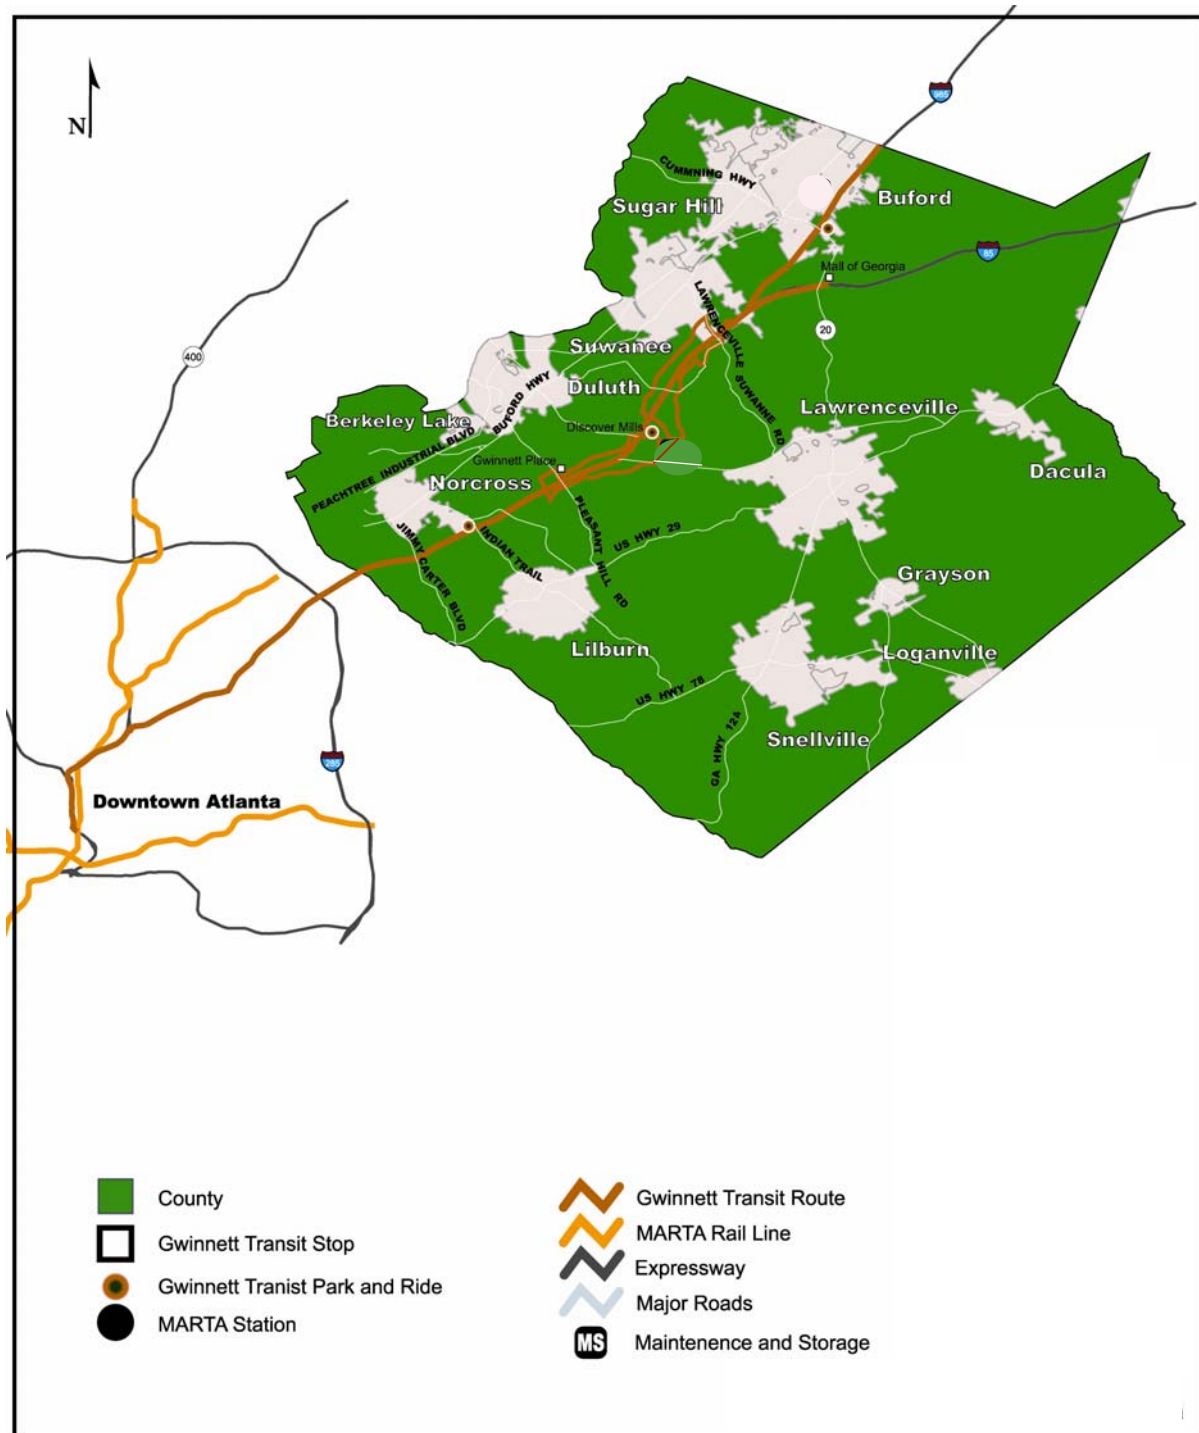 N
985
CUMMNING HWY
Sugar Hill
Buford
85
Mall of Georgia
LAWRENCEVILLE SUWANNE RD
20
400
Suwanee
Duluth
BUFORD HWY
Berkeley Lake
Lawrenceville
Discover Mills
PEACHTREE INDUSTRIAL BLVD
Gwinnett Place
Dacula
Norcross
PLEASANT HILL RD
JIMMY CARTER BLVD
INDIAN TRAIL
US HWY 29
Grayson
Lilburn
Loganville
US HWY 78
GA HWY 124
Snellville
285
Downtown Atlanta
County
Gwinnett Transit Stop
Gwinnett Tranist Park and Ride
MARTA Station
Gwinnett Transit Route
MARTA Rail Line
Expressway
Major Roads
MS
Maintenence and Storage